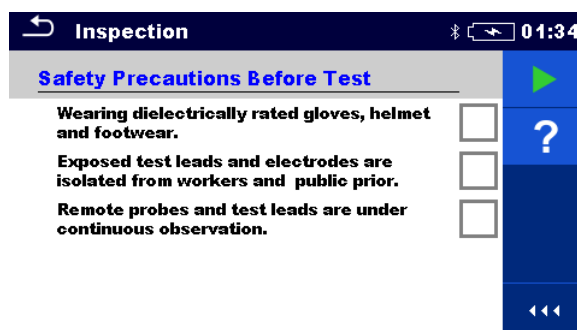 Inspection
01:34
Safety Precautions Before Test
Wearing dielectrically rated gloves, helmet
and footwear.
Exposed test leads and electrodes are
isolated from workers and public prior.
Remote probes and test leads are under
continuous observation.
?